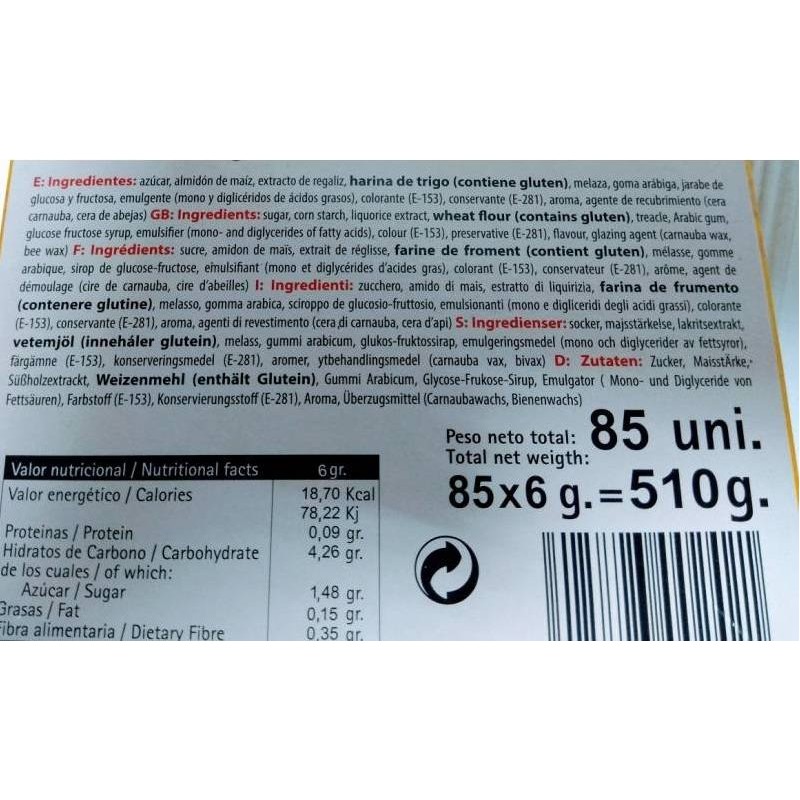 E: Ingredientes: azúcar, almidón de maíz, extracto de regaliz, harina de trigo (contiene gluten), melaza, goma arábiga, jarabe de
glucosa y fructosa, emulgente (mono y diglicéridos de ácidos grasos), colorante (E-153), conservante (E-281), aroma, agente de recubrimiento (cera
carnauba, cera de abejas) GB: Ingredients: sugar, corn starch, liquorice extract, wheat flour (contains gluten), treacle, Arabic gum,
glucose fructose syrup, emulsifier (mono- and diglycerides of fatty acids), colour (E-153), preservative (E-281), flavour, glazing agent (carnauba wax,
bee wax) F: Ingrédients: sucre, amidon de maïs, extrait de réglisse, farine de froment (contient gluten), mélasse, gomme
arabique, sirop de glucose-fructose, emulsifiant (mono et diglycérides d'acides gras), colorant (E-153), conservateur (E-281), arôme, agent de
démoulage (cire de carnauba, cire d'abeilles) I: Ingredienti: zucchero, amido di mais, estratto di liquirizia, farina de frumento
(contenere glutine), melasso, gomma arabica, sciroppo de glucosio-fruttosio, emulsionanti (mono e digliceridi degli acidi grassi), colorante
(E-153), conservante (E-281), aroma, agenti di revestimento (cera di carnauba, cera d'api) S: Ingredienser: socker, majsstärkelse, lakritsextrakt,
vetemjöl (innehåler glutein), melass, gummi arabicum, glukos-fruktossirap, emulgeringsmedel (mono och diglycerider av fettsyror),
färgämne (E-153), konserveringsmedel (E-281), aromer, ytbehandlingsmedel (carnauba vax, bivax) D: Zutaten: Zucker, MaisstÄrke,
Süßholzextrackt, Weizenmehl (enthält Glutein), Gummi Arabicum, Glycose-Frukose-Sirup, Emulgator ( Mono- und Diglyceride von
Fettsäuren), Farbstoff (E-153), Konservierungsstoff (E-281), Aroma, Überzugsmittel (Carnaubawachs, Bienenwachs)
Peso neto total: 85 uni.
Total net weigth:
85x6 g.=510g.
Valor nutricional / Nutritional facts 6 gr.
Valor energético / Calories 18,70 Kcal
78,22 Kj
Proteinas / Protein 0,09 gr.
Hidratos de Carbono / Carbohydrate 4,26 gr.
de los cuales / of which:
Azúcar / Sugar 1,48 gr.
Grasas / Fat 0,15 gr.
Fibra alimentaria / Dietary Fibre 0,35 gr.